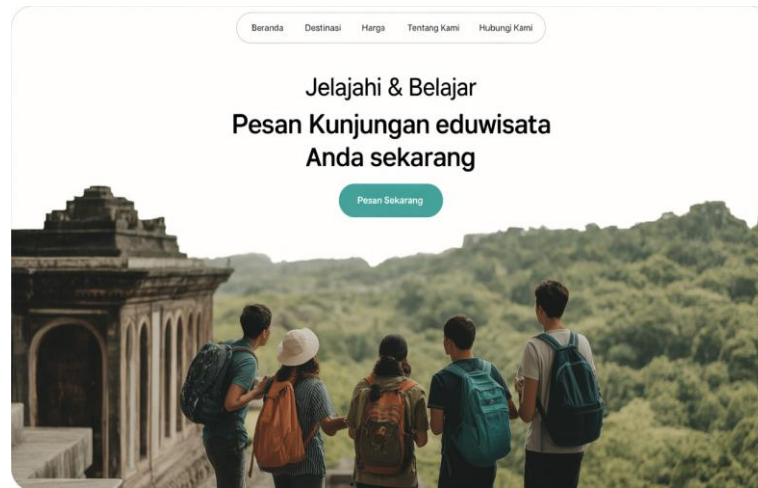 Beranda Destinasi Harga Tentang Kami Hubungi Kami
Jelajahi & Belajar
Pesan Kunjungan eduwisata
Anda sekarang
Pesan Sekarang